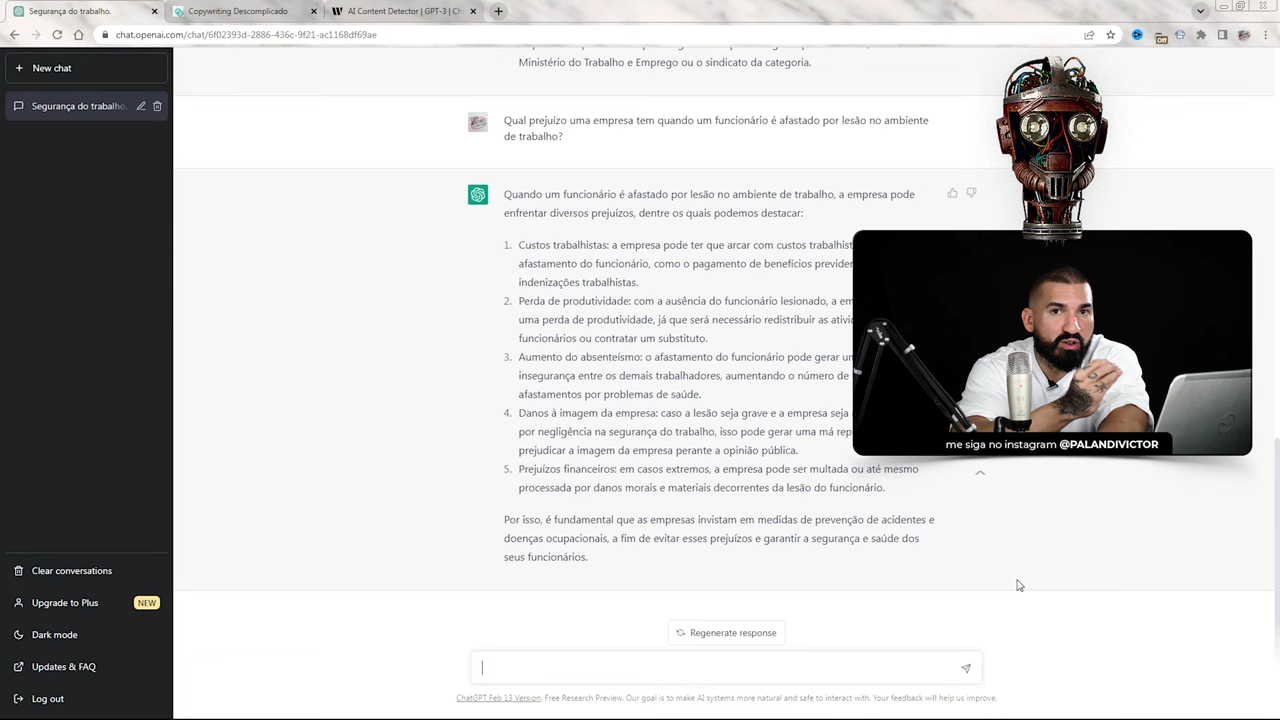 Segurança do trabalho.
Copywriting Descomplicado
AI Content Detector | GPT-3 | Ch
chat.openai.com/chat/6f02393d-2886-436c-9f21-ac1168df69ae
Off
New chat
Segurança do trabalho
Ministério do Trabalho e Emprego ou o sindicato da categoria.
Qual prejuízo uma empresa tem quando um funcionário é afastado por lesão no ambiente
de trabalho?
Quando um funcionário é afastado por lesão no ambiente de trabalho, a empresa pode
enfrentar diversos prejuízos, dentre os quais podemos destacar:
1. Custos trabalhistas: a empresa pode ter que arcar com custos trabalhist
afastamento do funcionário, como o pagamento de benefícios previden
indenizações trabalhistas.
2. Perda de produtividade: com a ausência do funcionário lesionado, a em
uma perda de produtividade, já que será necessário redistribuir as ativid
funcionários ou contratar um substituto.
3. Aumento do absenteísmo: o afastamento do funcionário pode gerar um
insegurança entre os demais trabalhadores, aumentando o número de
afastamentos por problemas de saúde.
4. Danos à imagem da empresa: caso a lesão seja grave e a empresa seja
por negligência na segurança do trabalho, isso pode gerar uma má rep
prejudicar a imagem da empresa perante a opinião pública.
5. Prejuízos financeiros: em casos extremos, a empresa pode ser multada ou até mesmo
processada por danos morais e materiais decorrentes da lesão do funcionário.
Por isso, é fundamental que as empresas invistam em medidas de prevenção de acidentes e
doenças ocupacionais, a fim de evitar esses prejuízos e garantir a segurança e saúde dos
seus funcionários.
me siga no instagram @PALANDIVICTOR
Clear conversations
Upgrade to Plus NEW
Dark mode
Updates & FAQ
Log out
Regenerate response
ChatGPT Feb 13 Version. Free Research Preview. Our goal is to make AI systems more natural and safe to interact with. Your feedback will help us improve.